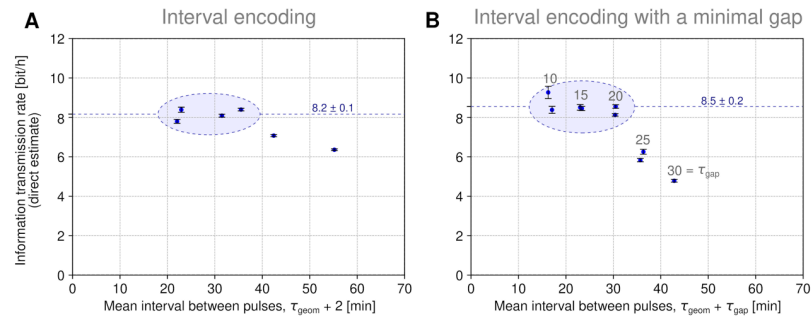 A
Interval encoding
Information transmission rate [bit/h]
(direct estimate)
12
10
8
6
4
2
0
8.2 ± 0.1
0 10 20 30 40 50 60 70
Mean interval between pulses, τgeom + 2 [min]
B
Interval encoding with a minimal gap
12
10
8
6
4
2
0
10
15
20
8.5 ± 0.2
25
30 = τgap
0 10 20 30 40 50 60 70
Mean interval between pulses, τgeom + τgap [min]